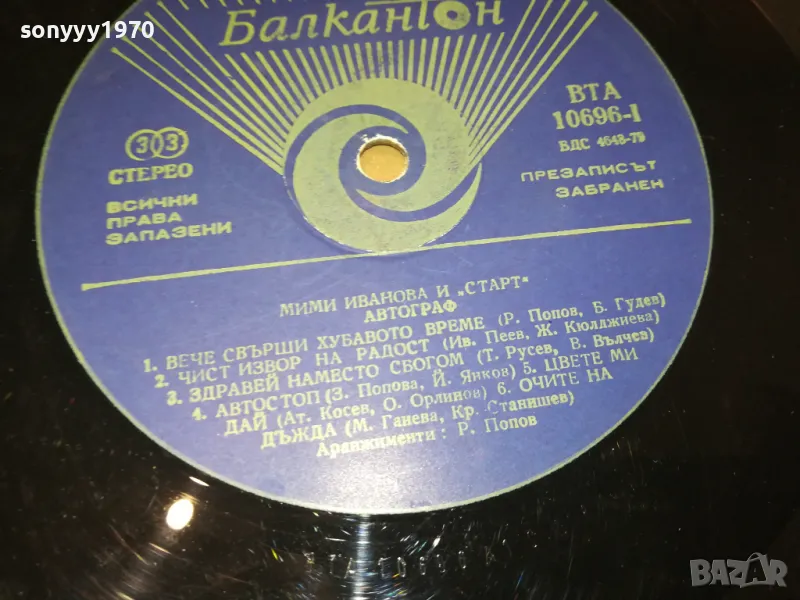 sonyyy1970
Балкантон
33
СТЕРЕО
ВСИЧНИ
ПРАВА
ЗАПАЗЕНИ
ВТА
10696-I
БДС 4648-79
ПРЕЗАПИСЪТ
ЗАБРАНЕН
МИМИ ИВАНОВА И „СТАРТ“
АВТОГРАФ
1. ВЕЧЕ СВЪРШИ ХУБАВОТО ВРЕМЕ (Р. Попов, Б. Гудев)
2. ЧИСТ ИЗВОР НА РАДОСТ (Ив. Пеев, Ж. Кюлджиева)
3. ЗДРАВЕЙ НАМЕСТО СБОГОМ (Т. Русев, В. Вълчев)
4. АВТОСТОП (З. Попова, Й. Янков) 5. ЦВЕТЕ МИ
ДАЙ (Ат. Косев, О. Орлинов) 6. ОЧИТЕ НА
ДЪЖДА (М. Ганева, Кр. Станишев)
Аранжименти: Р. Попов
BAZAR.bg